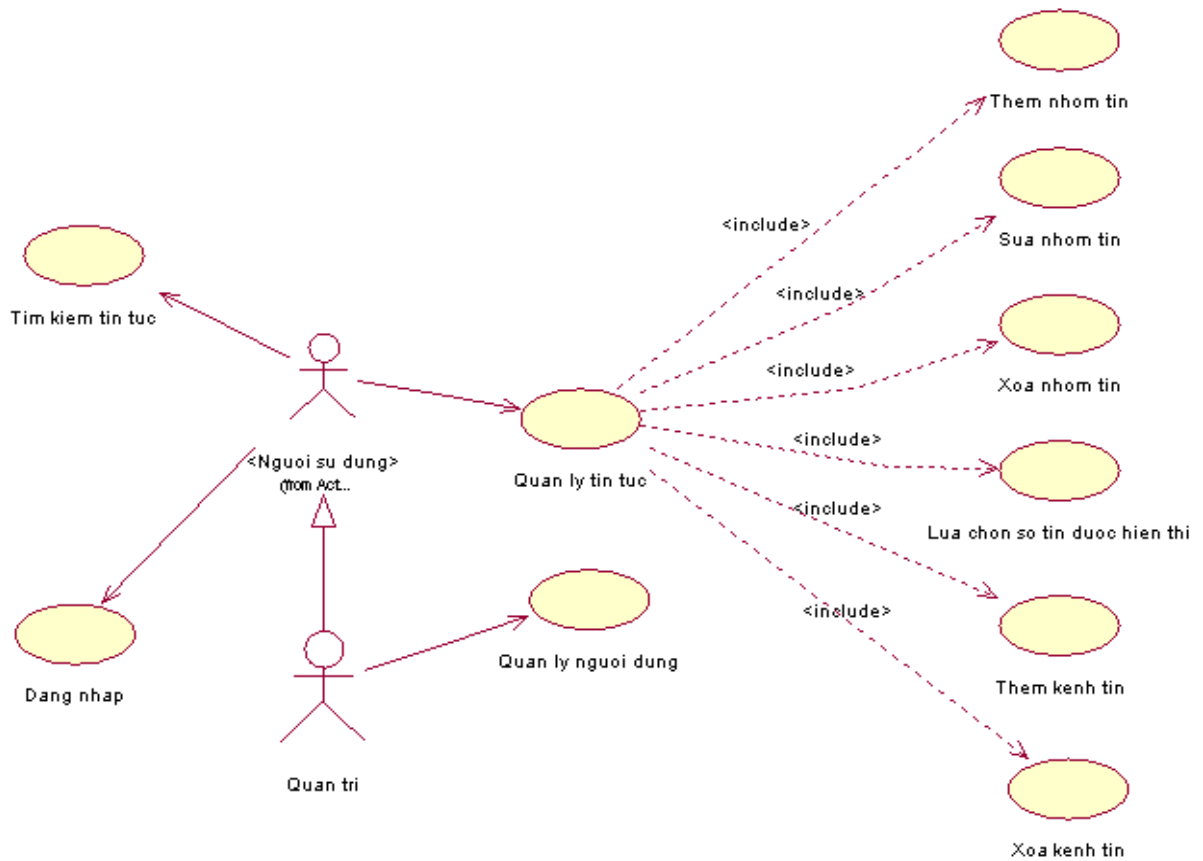 Them nhom tin
<include>
Sua nhom tin
Tim kiem tin tuc
<include>
<include>
Xoa nhom tin
<Nguoi su dung>
(from Act...
Quan ly tin tuc
<include>
Lua chon so tin duoc hien thi
<include>
<include>
Dang nhap
Quan ly nguoi dung
Them kenh tin
Quan tri
Xoa kenh tin